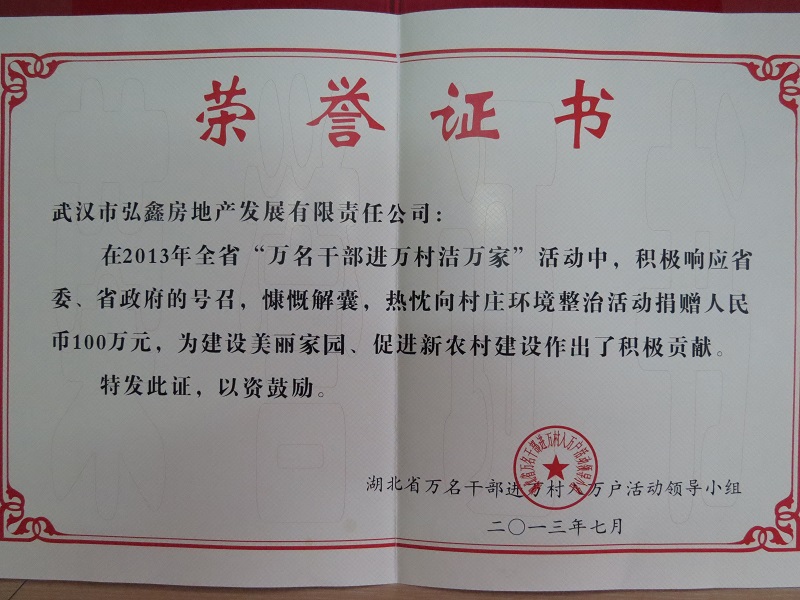 荣誉证书
武汉市弘鑫房地产发展有限责任公司：
在2013年全省“万名干部进万村洁万家”活动中，积极响应省
委、省政府的号召，慷慨解囊，热忱向村庄环境整治活动捐赠人民
币100万元，为建设美丽家园、促进新农村建设作出了积极贡献。
特发此证，以资鼓励。
湖北省万名干部进万村入万户活动领导小组
二〇一三年七月